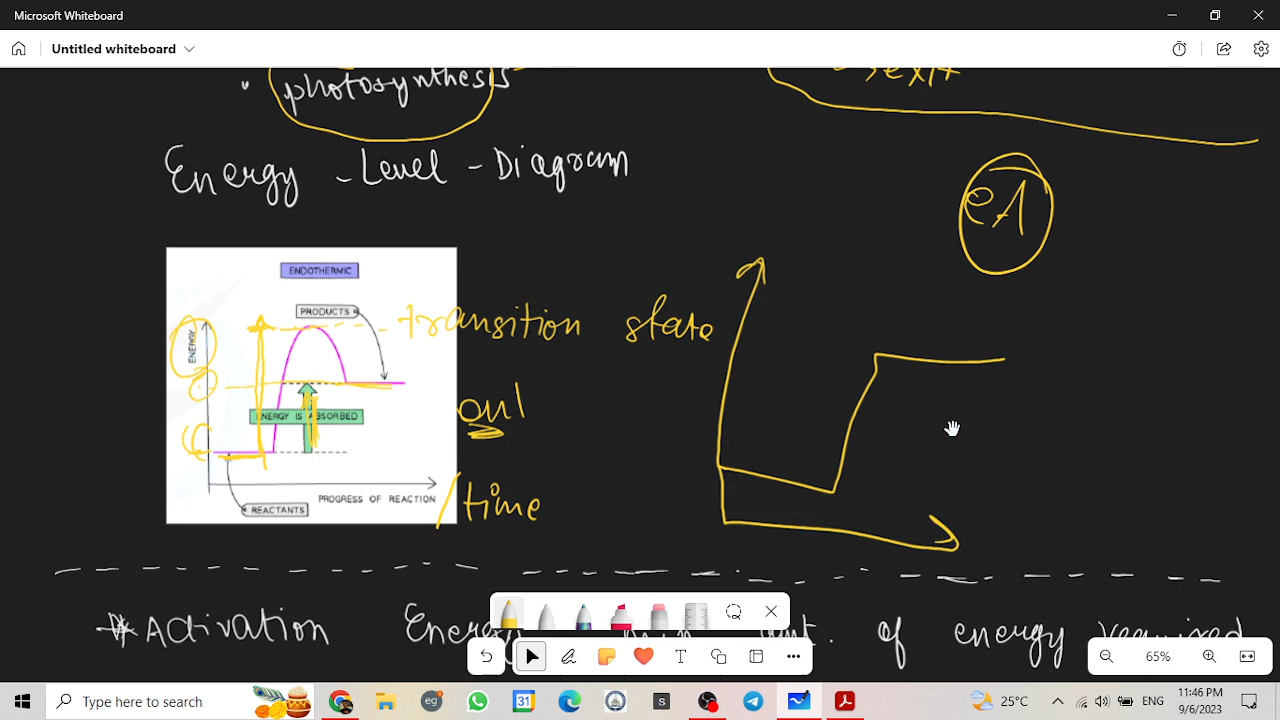 Microsoft Whiteboard
Untitled whiteboard
• photosynthesis
Energy - Level - Diagram
eA
ENDOTHERMIC
PRODUCTS
transition state
ENERGY
ENERGY IS ABSORBED
PROGRESS OF REACTION
/time
REACTANTS
* Activation Energy
of energy required
65%
Type here to search
25°C
ENG
11:46 PM
9/6/2023